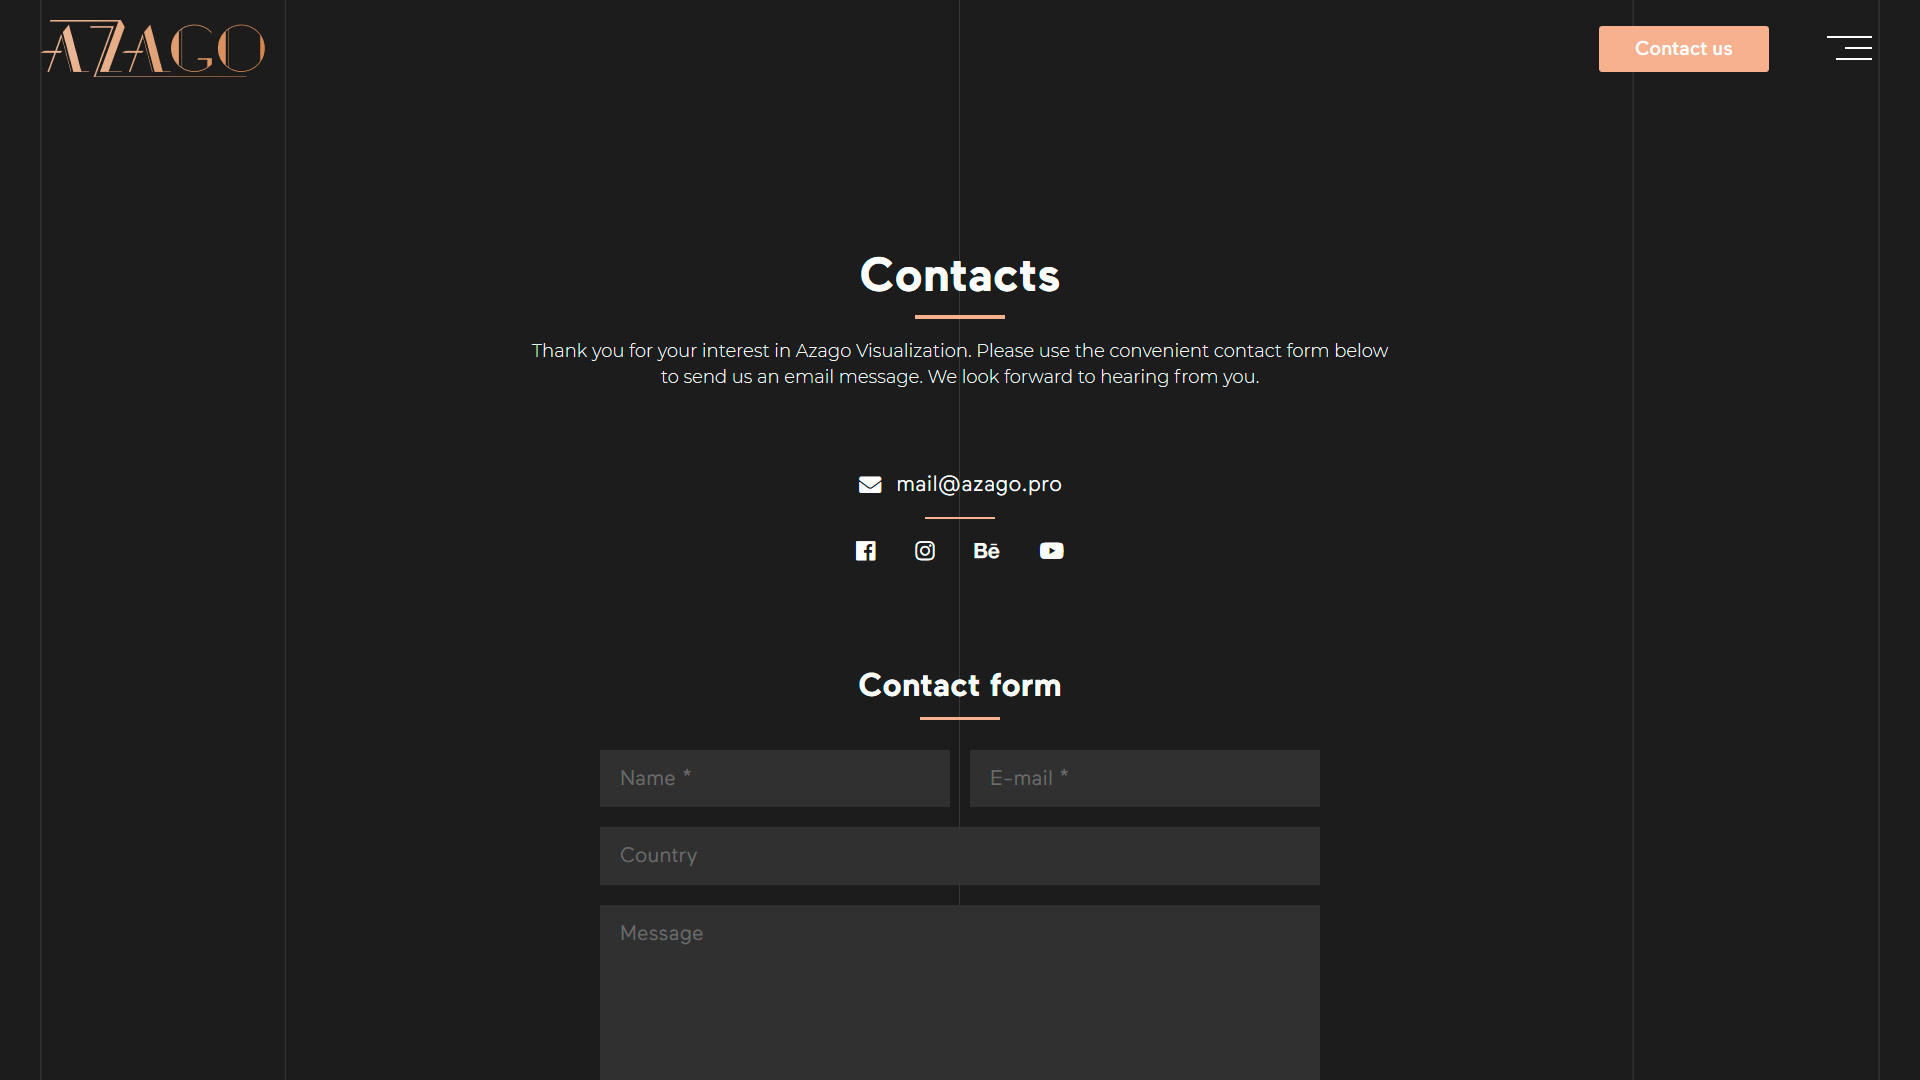 AZAGO
Contact us
Contacts
Thank you for your interest in Azago Visualization. Please use the convenient contact form below
to send us an email message. We look forward to hearing from you.
mail@azago.pro
Bē
Contact form
Name *
E-mail *
Country
Message